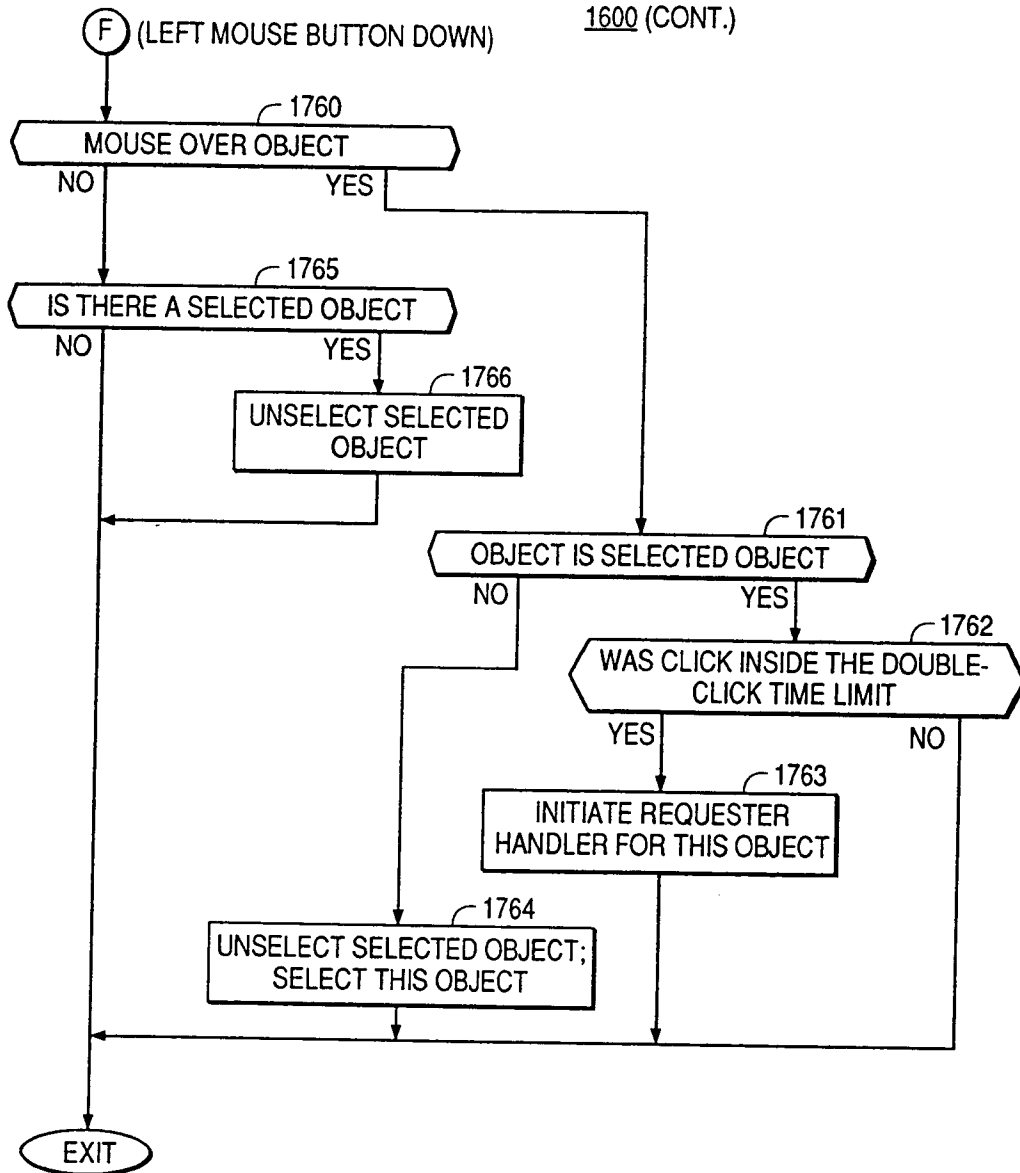 F (LEFT MOUSE BUTTON DOWN)
1600 (CONT.)
1760
MOUSE OVER OBJECT
NO
YES
1765
IS THERE A SELECTED OBJECT
NO
YES
1766
UNSELECT SELECTED
OBJECT
1761
OBJECT IS SELECTED OBJECT
NO
YES
1762
WAS CLICK INSIDE THE DOUBLE-
CLICK TIME LIMIT
YES
NO
1763
INITIATE REQUESTER
HANDLER FOR THIS OBJECT
1764
UNSELECT SELECTED OBJECT;
SELECT THIS OBJECT
EXIT